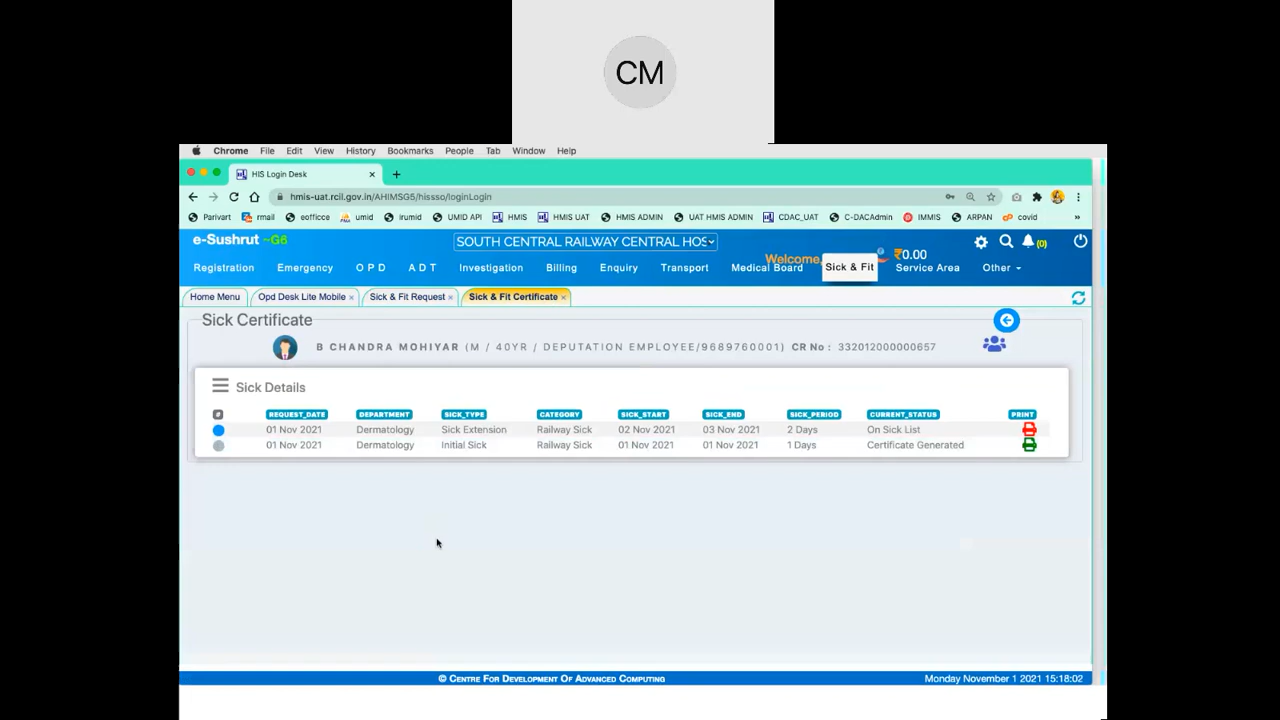 CM
Chrome File Edit View History Bookmarks People Tab Window Help
HIS Login Desk
hmis-uat.rcil.gov.in/AHIMSG5/hissso/loginLogin
Parivart rmail eofficce umid irumid UMID API HMIS HMIS UAT HMIS ADMIN UAT HMIS ADMIN CDAC_UAT C-DACAdmin IMMIS ARPAN covid »
e-Sushrut ~G6 SOUTH CENTRAL RAILWAY CENTRAL HOS (0)
Welcome, ₹0.00
Registration Emergency O P D A D T Investigation Billing Enquiry Transport Medical Board Sick & Fit Service Area Other
Home Menu Opd Desk Lite Mobile × Sick & Fit Request × Sick & Fit Certificate ×
Sick Certificate
B CHANDRA MOHIYAR (M / 40YR / DEPUTATION EMPLOYEE/9689760001) CR No : 332012000000657
Sick Details
# REQUEST_DATE DEPARTMENT SICK_TYPE CATEGORY SICK_START SICK_END SICK_PERIOD CURRENT_STATUS PRINT
01 Nov 2021 Dermatology Sick Extension Railway Sick 02 Nov 2021 03 Nov 2021 2 Days On Sick List
01 Nov 2021 Dermatology Initial Sick Railway Sick 01 Nov 2021 01 Nov 2021 1 Days Certificate Generated
© CENTRE FOR DEVELOPMENT OF ADVANCED COMPUTING Monday November 1 2021 15:18:02